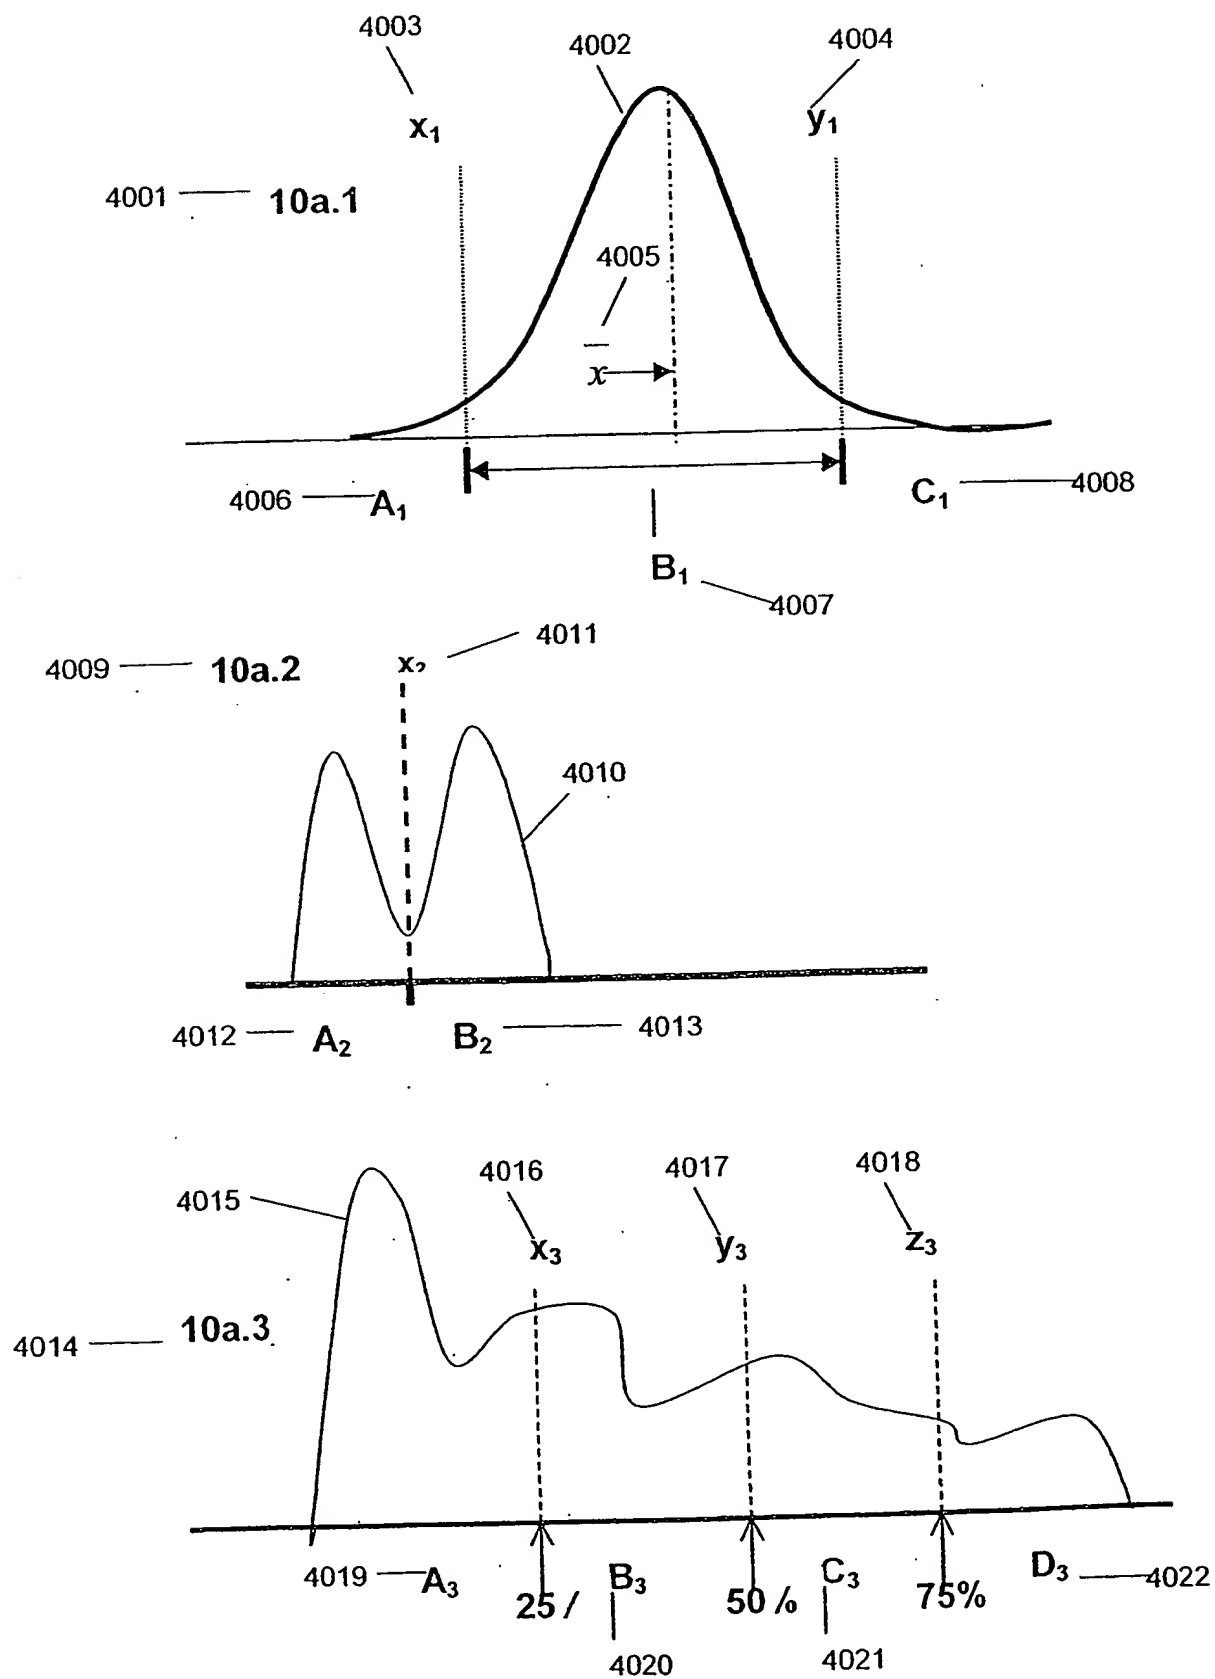 4003
4002
4004
x₁
y₁
4001
10a.1
4005
x̄
4006
A₁
C₁
4008
B₁
4007
4011
4009
10a.2
x₂
4010
4012
A₂
B₂
4013
4016
4017
4018
4015
x₃
y₃
z₃
4014
10a.3
4019
A₃
B₃
C₃
D₃
4022
25 /
50 %
75%
4020
4021